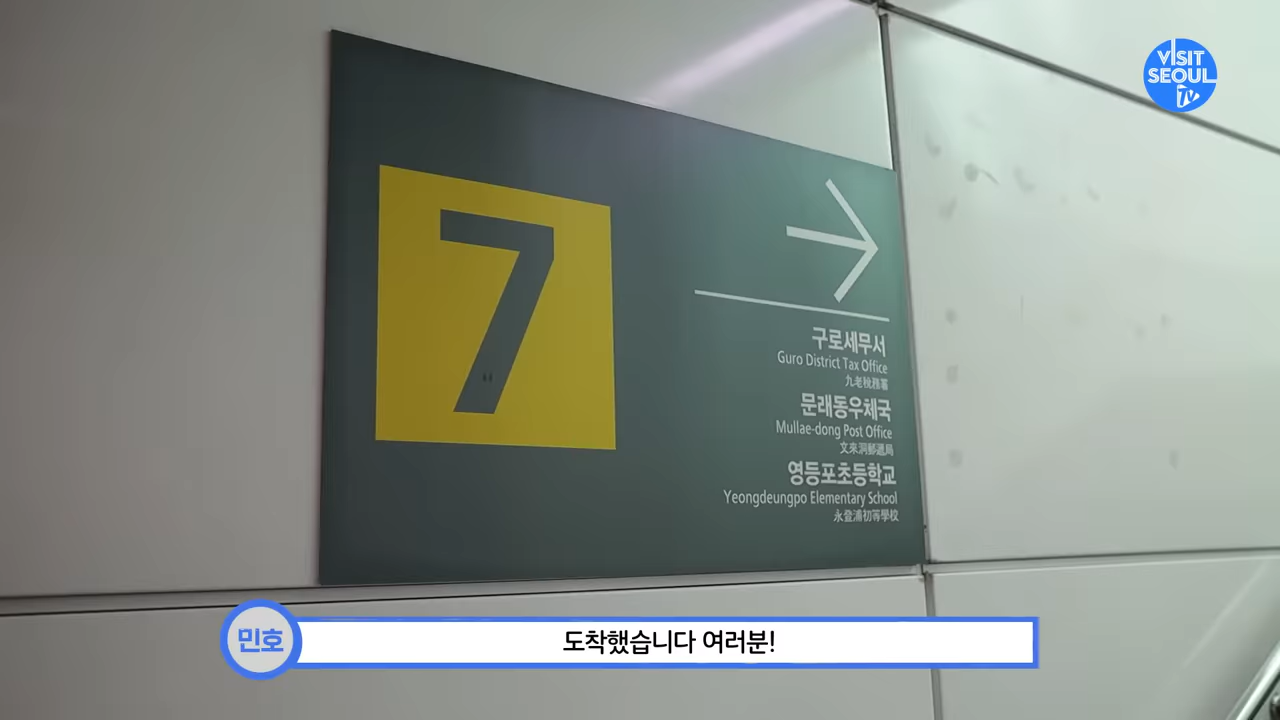 VISIT
SEOUL
TV
7
구로세무서
Guro District Tax Office
九老稅務署
문래동우체국
Mullae-dong Post Office
文來洞郵遞局
영등포초등학교
Yeongdeungpo Elementary School
永登浦初等學校
민호
도착했습니다 여러분!